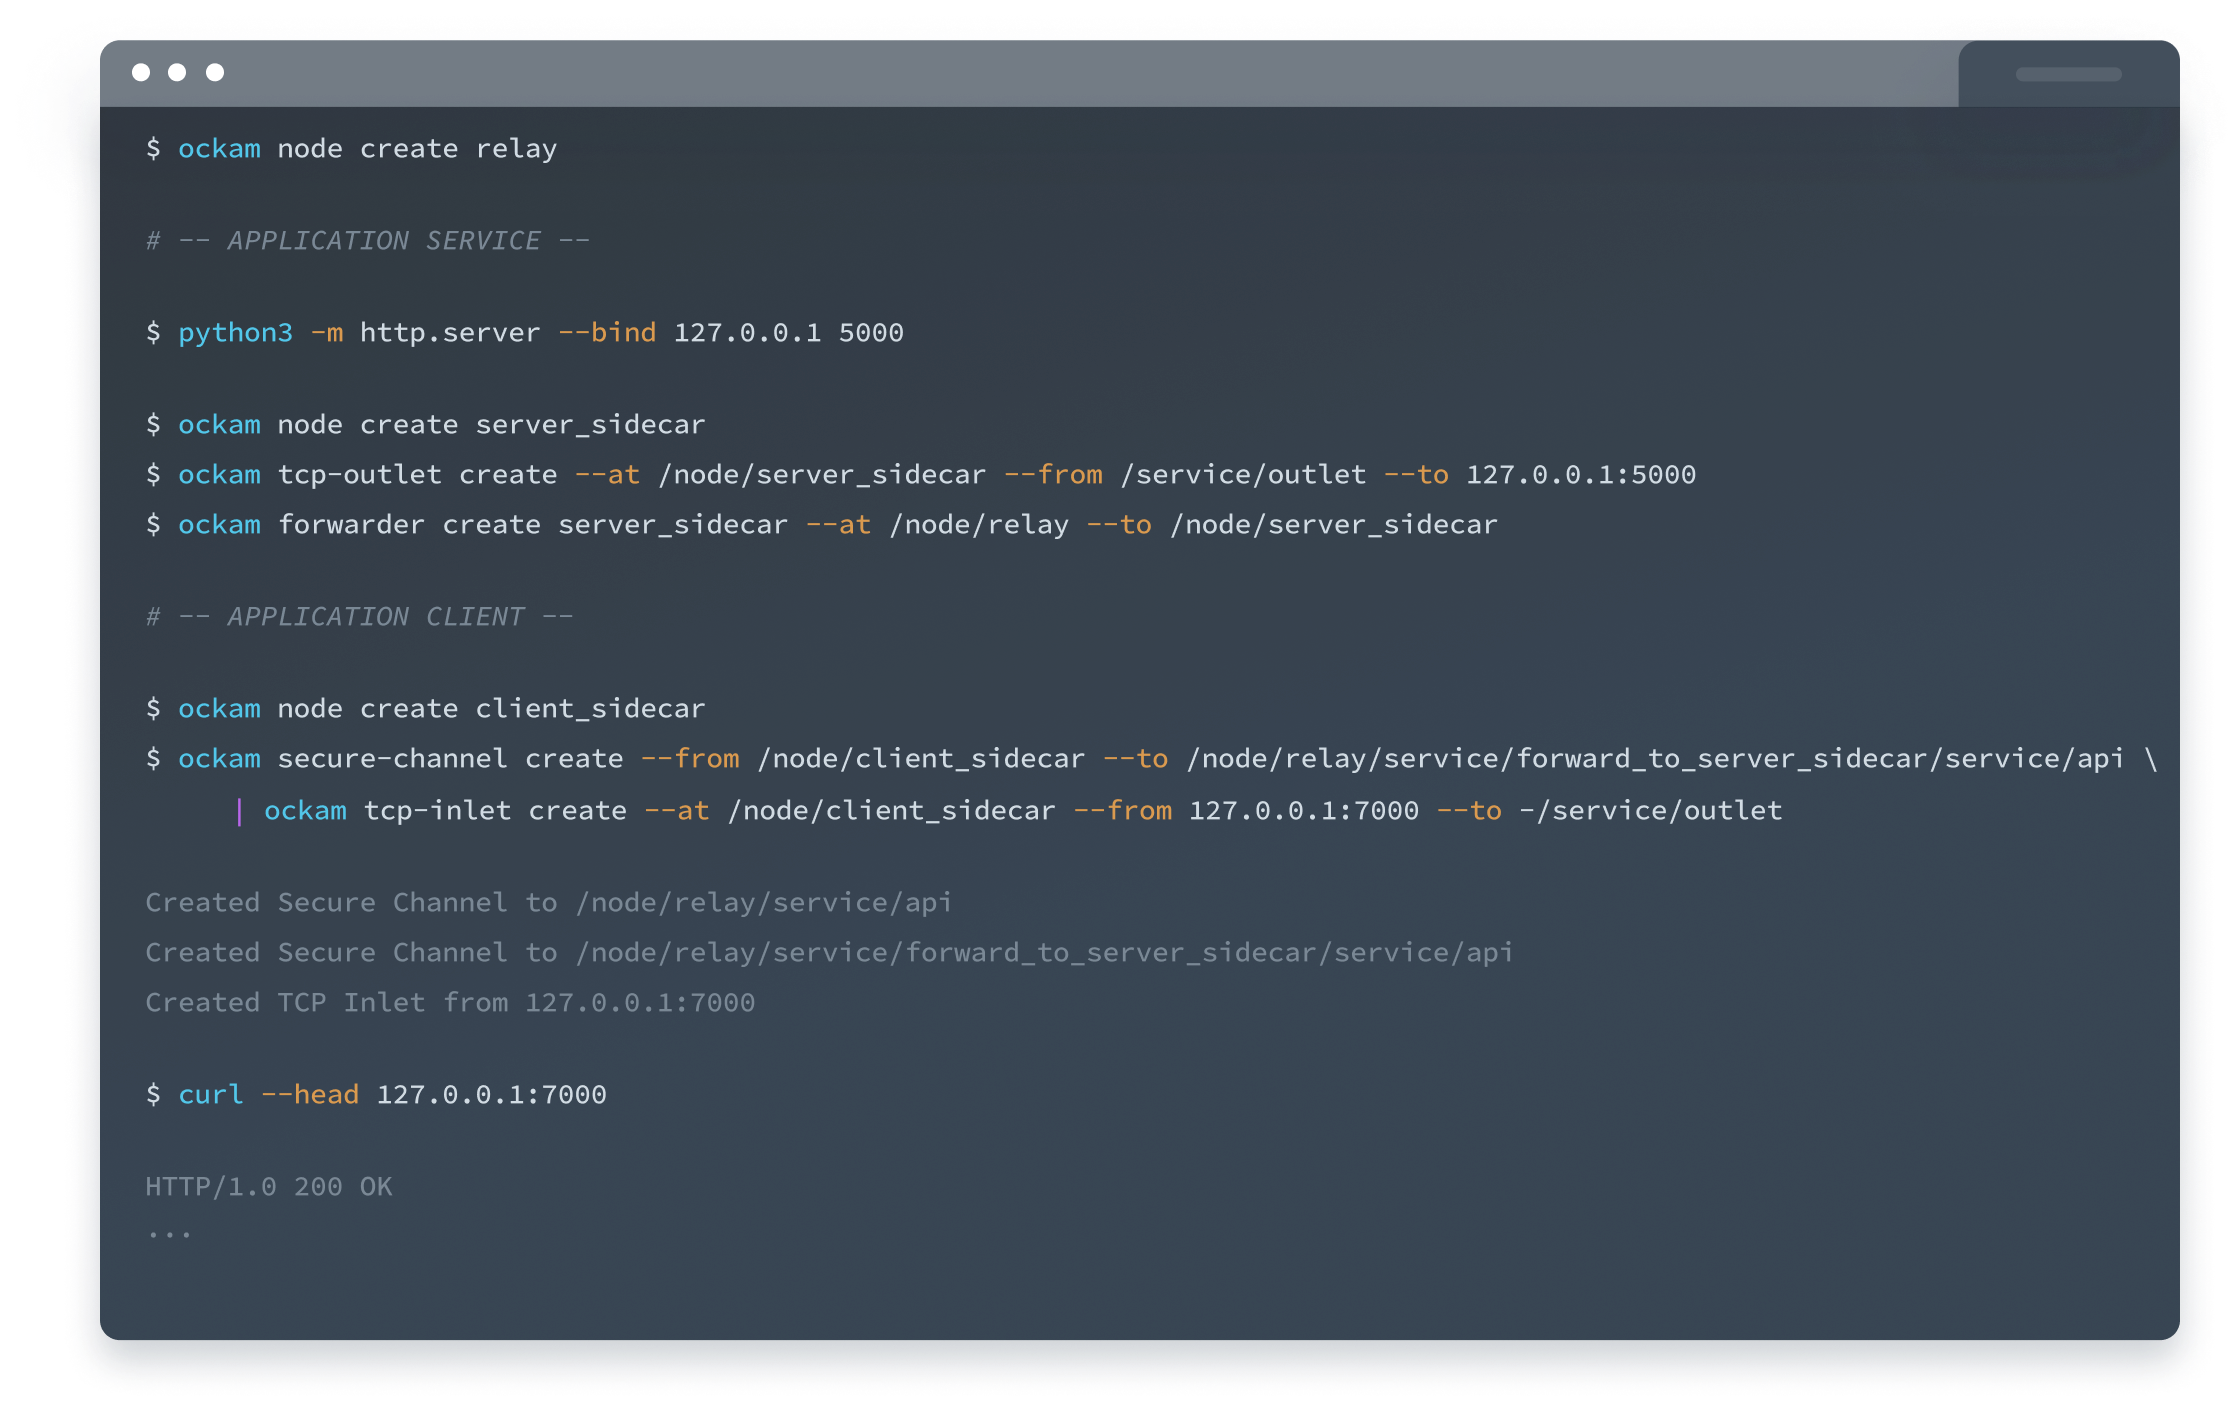 $ ockam node create relay
# -- APPLICATION SERVICE --
$ python3 -m http.server --bind 127.0.0.1 5000
$ ockam node create server_sidecar
$ ockam tcp-outlet create --at /node/server_sidecar --from /service/outlet --to 127.0.0.1:5000
$ ockam forwarder create server_sidecar --at /node/relay --to /node/server_sidecar
# -- APPLICATION CLIENT --
$ ockam node create client_sidecar
$ ockam secure-channel create --from /node/client_sidecar --to /node/relay/service/forward_to_server_sidecar/service/api \
| ockam tcp-inlet create --at /node/client_sidecar --from 127.0.0.1:7000 --to -/service/outlet
Created Secure Channel to /node/relay/service/api
Created Secure Channel to /node/relay/service/forward_to_server_sidecar/service/api
Created TCP Inlet from 127.0.0.1:7000
$ curl --head 127.0.0.1:7000
HTTP/1.0 200 OK
...